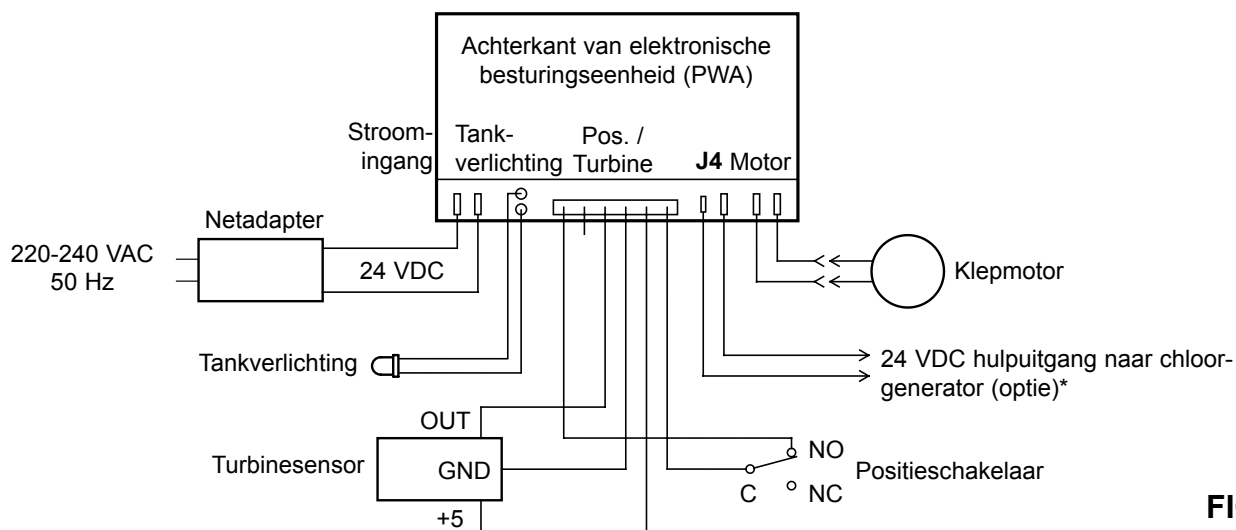 Achterkant van elektronische
besturingseenheid (PWA)
Stroom-
ingang
Tank-
verlichting
Pos. /
Turbine
J4 Motor
Netadapter
220-240 VAC
50 Hz
24 VDC
Klepmotor
Tankverlichting
24 VDC hulpuitgang naar chloor-
generator (optie)*
OUT
Turbinesensor
GND
+5
NO
C
NC
Positieschakelaar